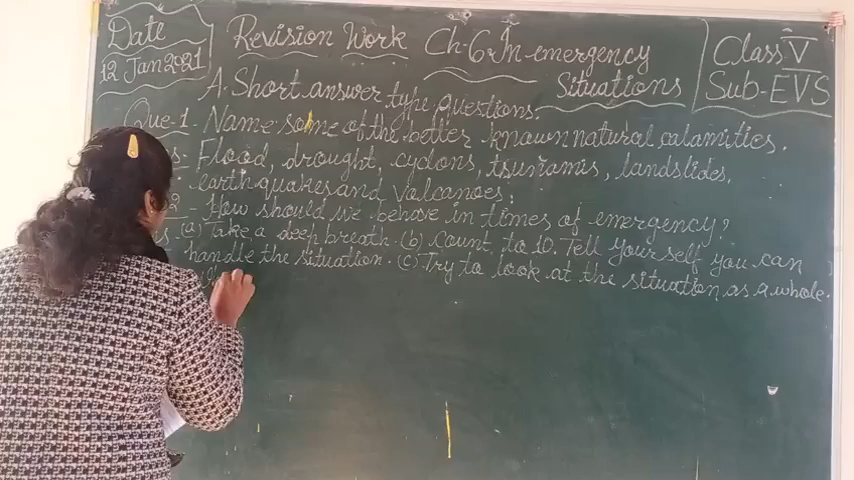 Date
12 Jan 2021
Revision Work Ch-6 In emergency
Situations
Class V
Sub-EVS
A. Short answer type questions.
Que-1. Name some of the better known natural calamities.
Flood, drought, cyclons, tsunamis, landslides,
earthquakes and Valcanoes.
2 - How should we behave in times of emergency?
(a) Take a deep breath. (b) Count to 10. Tell your self you can
handle the situation. (c) Try to look at the situation as a whole.